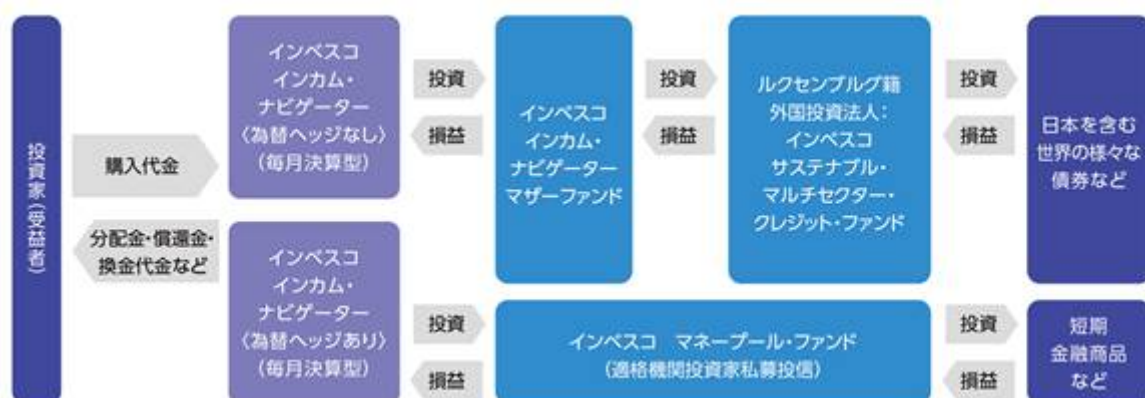 投資家(受益者)
購入代金
分配金・償還金・
換金代金など
インベスコ
インカム・
ナビゲーター
〈為替ヘッジなし〉
(毎月決算型)
インベスコ
インカム・
ナビゲーター
〈為替ヘッジあり〉
(毎月決算型)
投資
損益
投資
損益
インベスコ
インカム・
ナビゲーター
マザーファンド
投資
損益
ルクセンブルグ籍
外国投資法人：
インベスコ
サステナブル・
マルチセクター・
クレジット・ファンド
投資
損益
日本を含む
世界の様々な
債券など
インベスコ　マネープール・ファンド
(適格機関投資家私募投信)
投資
損益
短期
金融商品
など